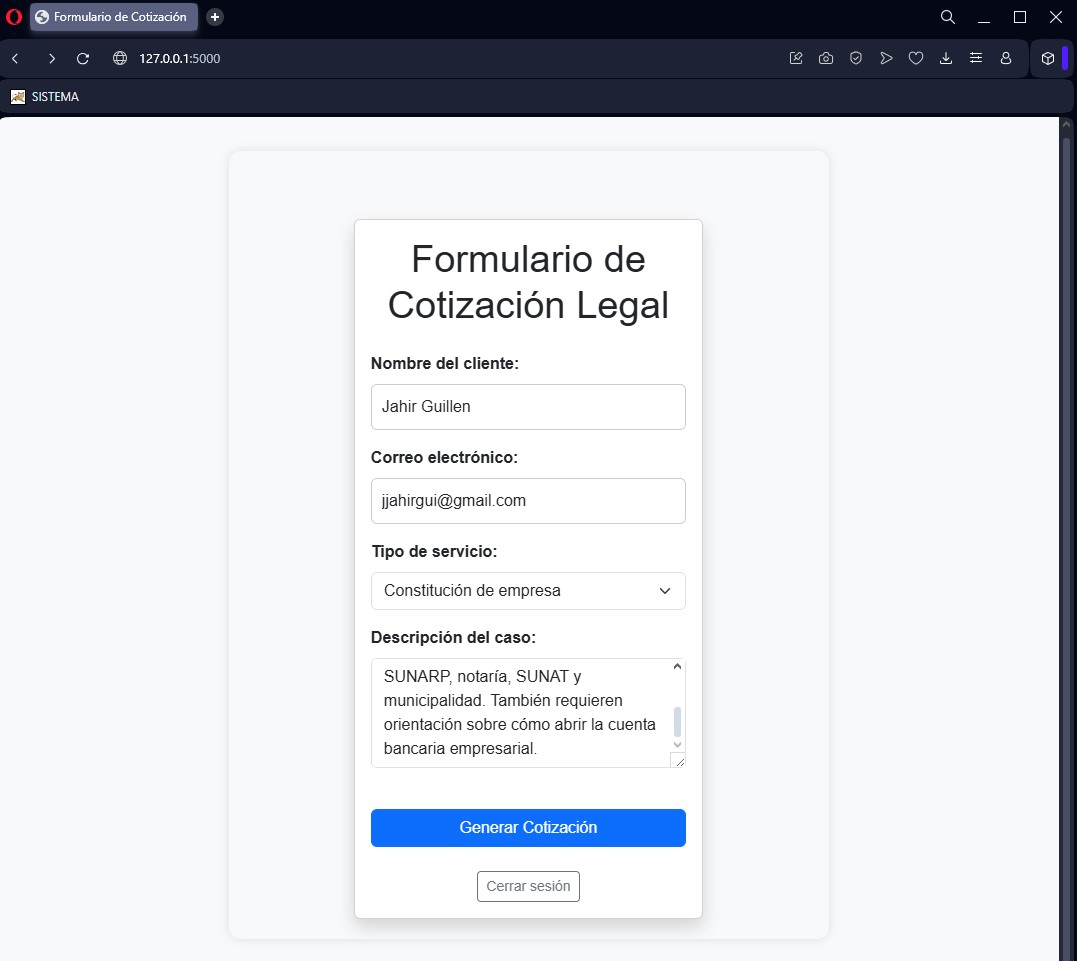 Formulario de Cotización
127.0.0.1:5000
SISTEMA
Formulario de
Cotización Legal
Nombre del cliente:
Jahir Guillen
Correo electrónico:
jjahirgui@gmail.com
Tipo de servicio:
Constitución de empresa
Descripción del caso:
SUNARP, notaría, SUNAT y
municipalidad. También requieren
orientación sobre cómo abrir la cuenta
bancaria empresarial.
Generar Cotización
Cerrar sesión